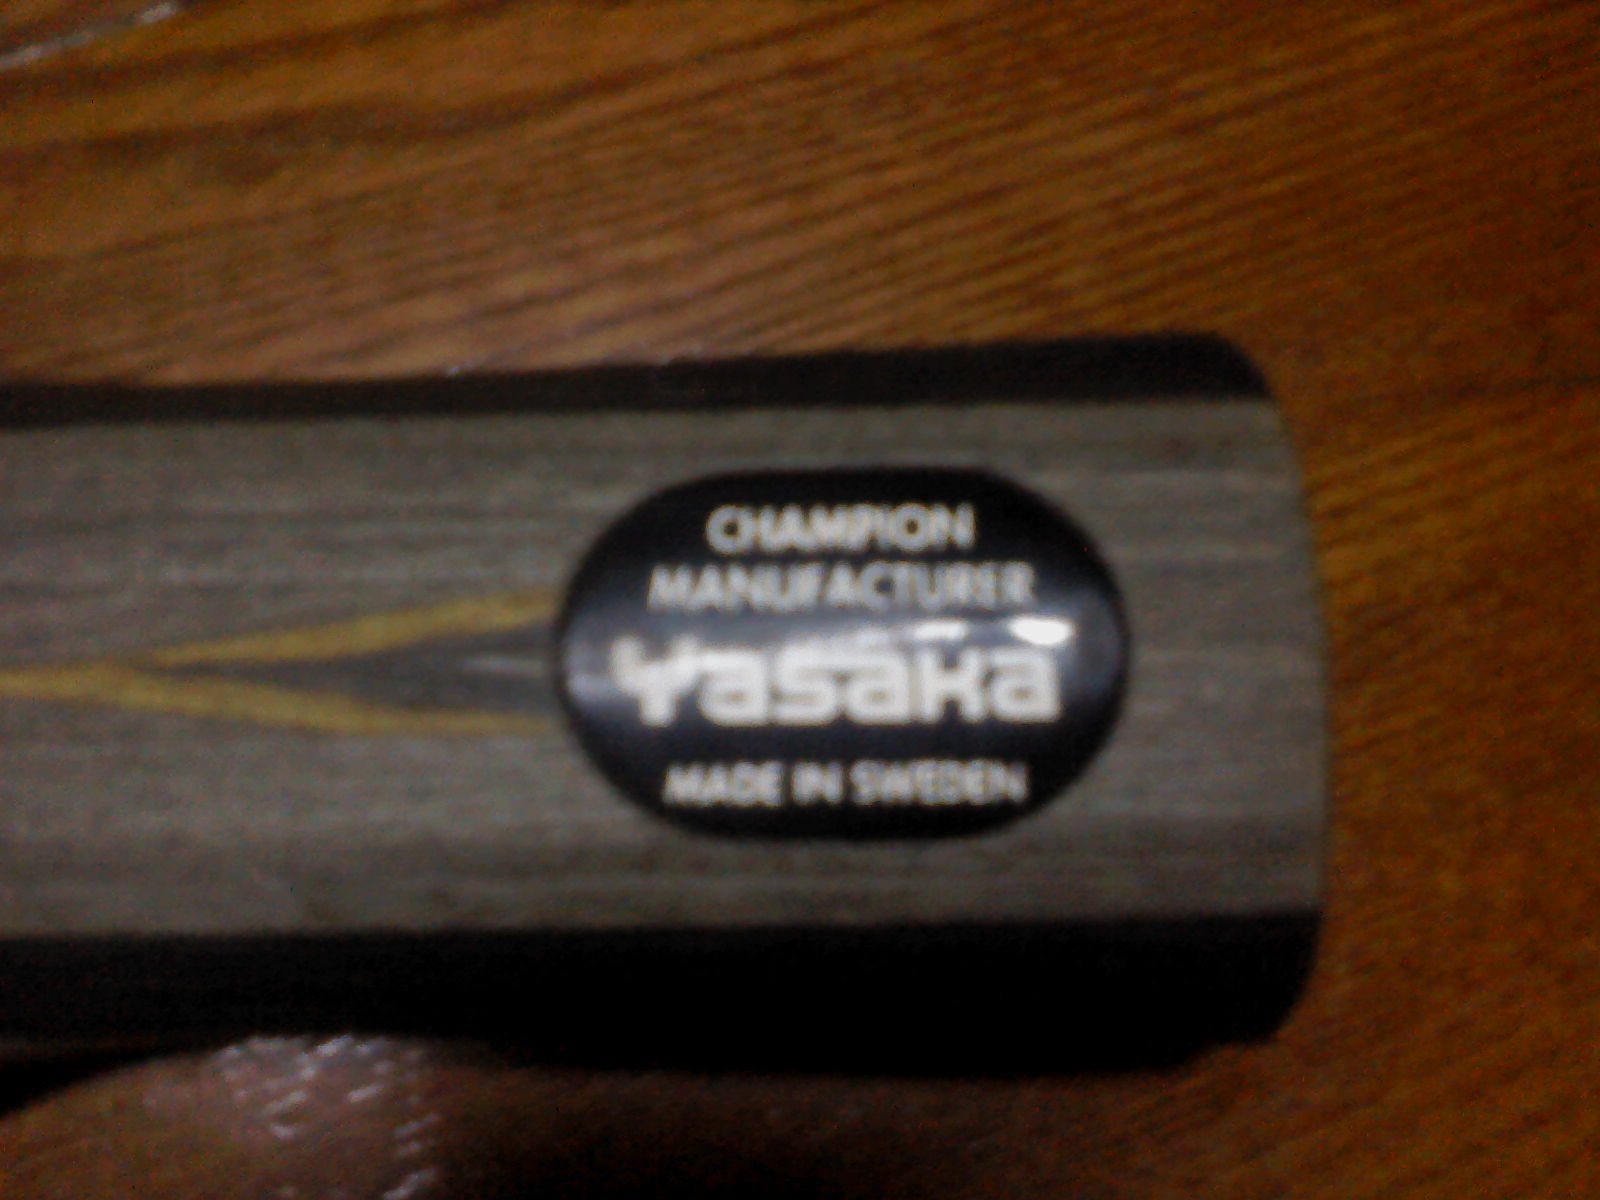 CHAMPION
MANUFACTURER
Yasaka
MADE IN SWEDEN